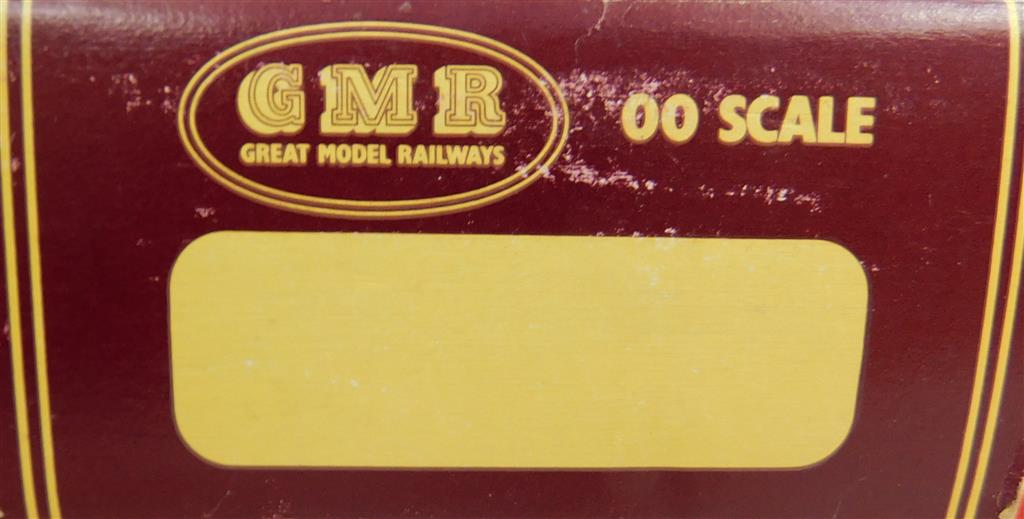 GMR
GREAT MODEL RAILWAYS
00 SCALE